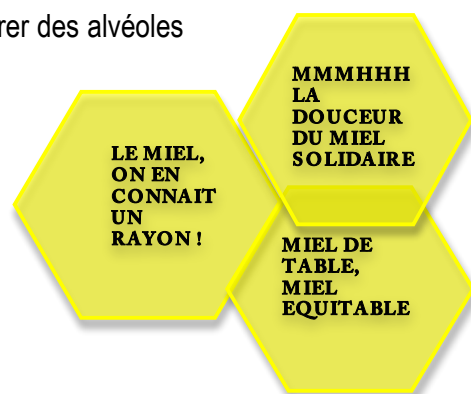 rer des alvéoles
MMMHHH
LA
DOUCEUR
DU MIEL
SOLIDAIRE
LE MIEL,
ON EN
CONNAIT
UN
RAYON !
MIEL DE
TABLE,
MIEL
EQUITABLE